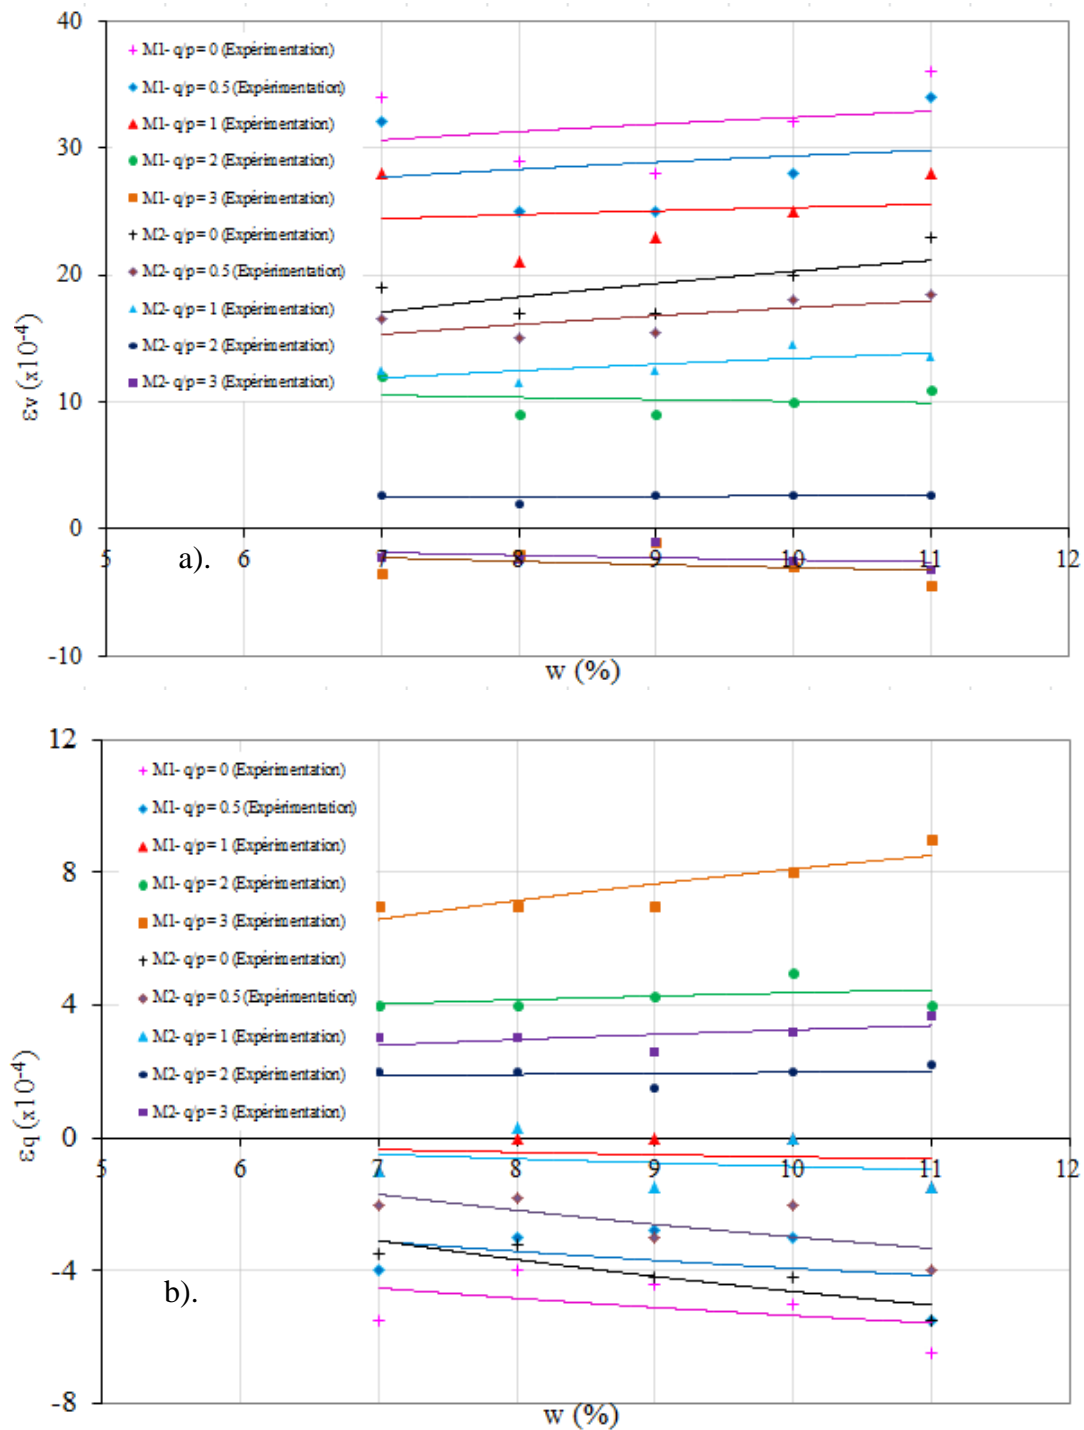 40
30
20
10
0
-10
εv (x10-4)
M1- q/p = 0 (Expérimentation)
M1- q/p = 0.5 (Expérimentation)
M1- q/p = 1 (Expérimentation)
M1- q/p = 2 (Expérimentation)
M1- q/p = 3 (Expérimentation)
M2- q/p = 0 (Expérimentation)
M2- q/p = 0.5 (Expérimentation)
M2- q/p = 1 (Expérimentation)
M2- q/p = 2 (Expérimentation)
M2- q/p = 3 (Expérimentation)
5 6 7 8 9 10 11 12
a).
w (%)
12
8
4
0
-4
-8
εq (x10-4)
M1- q/p = 0 (Expérimentation)
M1- q/p = 0.5 (Expérimentation)
M1- q/p = 1 (Expérimentation)
M1- q/p = 2 (Expérimentation)
M1- q/p = 3 (Expérimentation)
M2- q/p = 0 (Expérimentation)
M2- q/p = 0.5 (Expérimentation)
M2- q/p = 1 (Expérimentation)
M2- q/p = 2 (Expérimentation)
M2- q/p = 3 (Expérimentation)
5 6 7 8 9 10 11 12
b).
w (%)